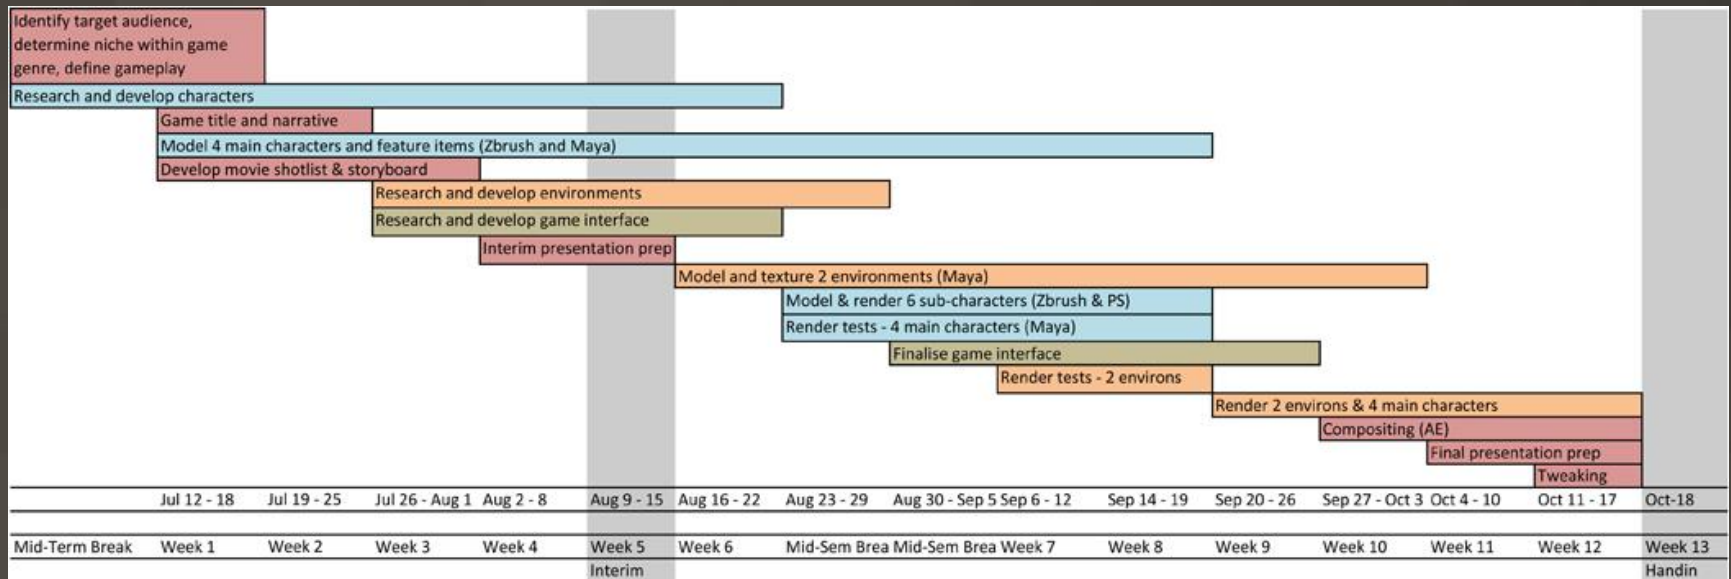 Identify target audience,
determine niche within game
genre, define gameplay
Research and develop characters
Game title and narrative
Model 4 main characters and feature items (Zbrush and Maya)
Develop movie shotlist & storyboard
Research and develop environments
Research and develop game interface
Interim presentation prep
Model and texture 2 environments (Maya)
Model & render 6 sub-characters (Zbrush & PS)
Render tests - 4 main characters (Maya)
Finalise game interface
Render tests - 2 environs
Render 2 environs & 4 main characters
Compositing (AE)
Final presentation prep
Tweaking
Jul 12 - 18 Jul 19 - 25 Jul 26 - Aug 1 Aug 2 - 8 Aug 9 - 15 Aug 16 - 22 Aug 23 - 29 Aug 30 - Sep 5 Sep 6 - 12 Sep 14 - 19 Sep 20 - 26 Sep 27 - Oct 3 Oct 4 - 10 Oct 11 - 17 Oct-18
Mid-Term Break Week 1 Week 2 Week 3 Week 4 Week 5 Week 6 Mid-Sem Brea Mid-Sem Brea Week 7 Week 8 Week 9 Week 10 Week 11 Week 12 Week 13
Interim Handin